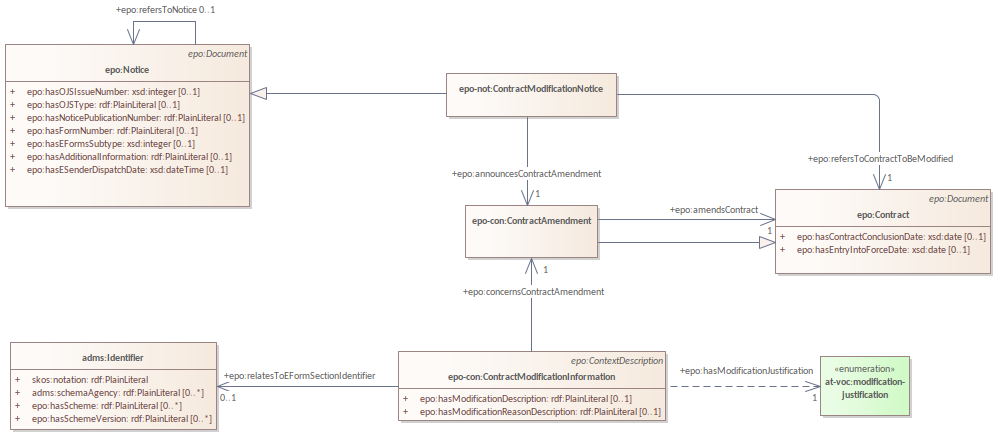 +epo:refersToNotice 0..1
epo:Document
epo:Notice
+ epo:hasOJSIssueNumber: xsd:integer [0..1]
+ epo:hasOJSType: rdf:PlainLiteral [0..1]
+ epo:hasNoticePublicationNumber: rdf:PlainLiteral [0..1]
+ epo:hasFormNumber: rdf:PlainLiteral [0..1]
+ epo:hasEFormsSubtype: xsd:integer [0..1]
+ epo:hasAdditionalInformation: rdf:PlainLiteral [0..1]
+ epo:hasESenderDispatchDate: xsd:dateTime [0..1]
epo-not:ContractModificationNotice
+epo:refersToContractToBeModified
1
+epo:announcesContractAmendment
1
epo-con:ContractAmendment
+epo:amendsContract
1
epo:Document
epo:Contract
+ epo:hasContractConclusionDate: xsd:date [0..1]
+ epo:hasEntryIntoForceDate: xsd:date [0..1]
1
+epo:concernsContractAmendment
adms:Identifier
+ skos:notation: rdf:PlainLiteral
+ adms:schemaAgency: rdf:PlainLiteral [0..*]
+ epo:hasScheme: rdf:PlainLiteral [0..*]
+ epo:hasSchemeVersion: rdf:PlainLiteral [0..*]
+epo:relatesToEFormSectionIdentifier
0..1
epo:ContextDescription
epo-con:ContractModificationInformation
+ epo:hasModificationDescription: rdf:PlainLiteral [0..1]
+ epo:hasModificationReasonDescription: rdf:PlainLiteral [0..1]
+epo:hasModificationJustification
1
«enumeration»
at-voc:modification-
justification